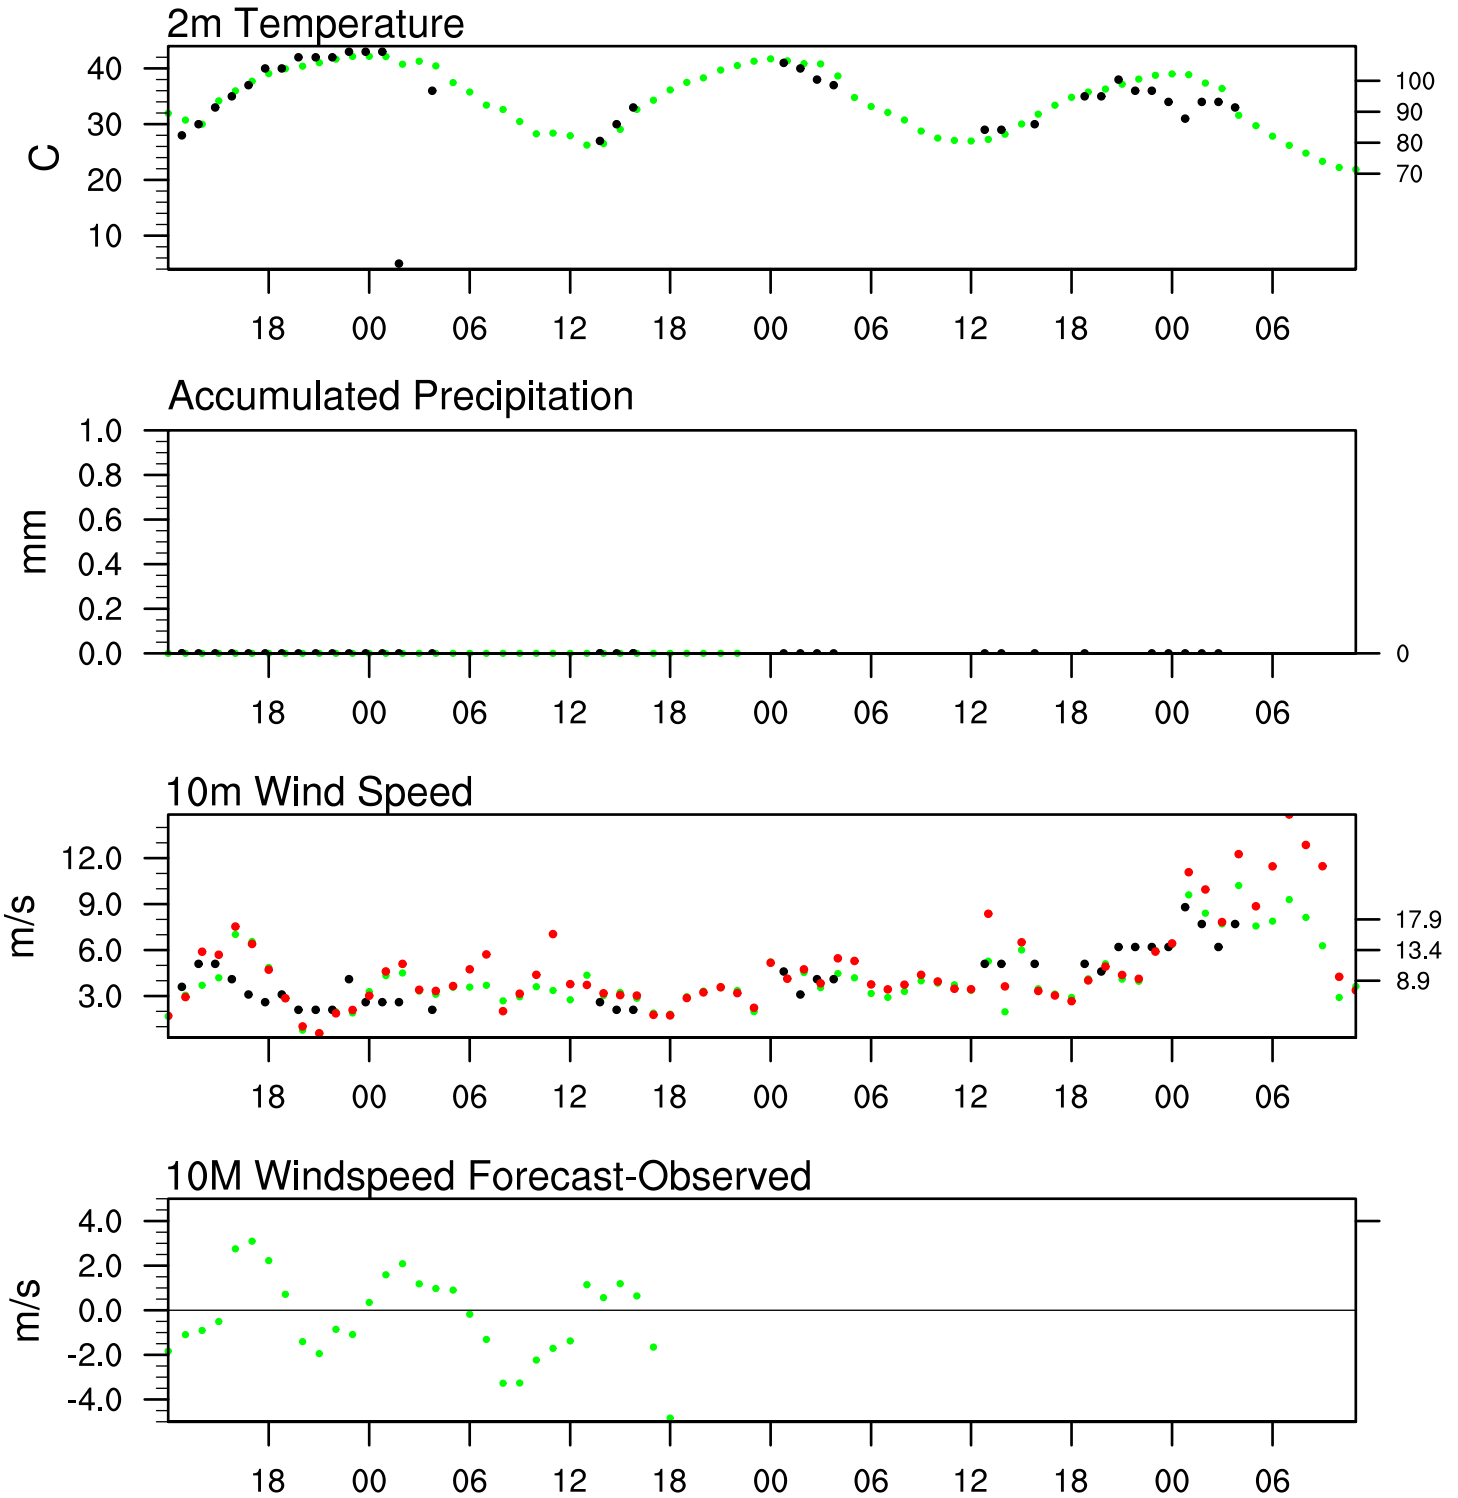 2m Temperature
40
30
20
10
C
100
90
80
70
18 00 06 12 18 00 06 12 18 00 06
Accumulated Precipitation
1.0
0.8
0.6
0.4
0.2
0.0
mm
0
18 00 06 12 18 00 06 12 18 00 06
10m Wind Speed
12.0
9.0
6.0
3.0
m/s
17.9
13.4
8.9
18 00 06 12 18 00 06 12 18 00 06
10M Windspeed Forecast-Observed
4.0
2.0
0.0
-2.0
-4.0
m/s
18 00 06 12 18 00 06 12 18 00 06